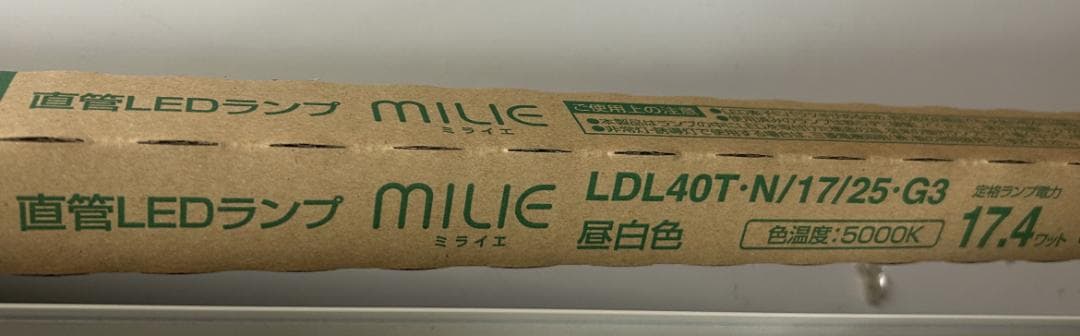 直管LEDランプ MILIE
ミライエ
ご使用上の注意
直管LEDランプ MILIE
ミライエ
LDL40T・N/17/25・G3
昼白色
色温度:5000K
定格ランプ電力
17.4ワット